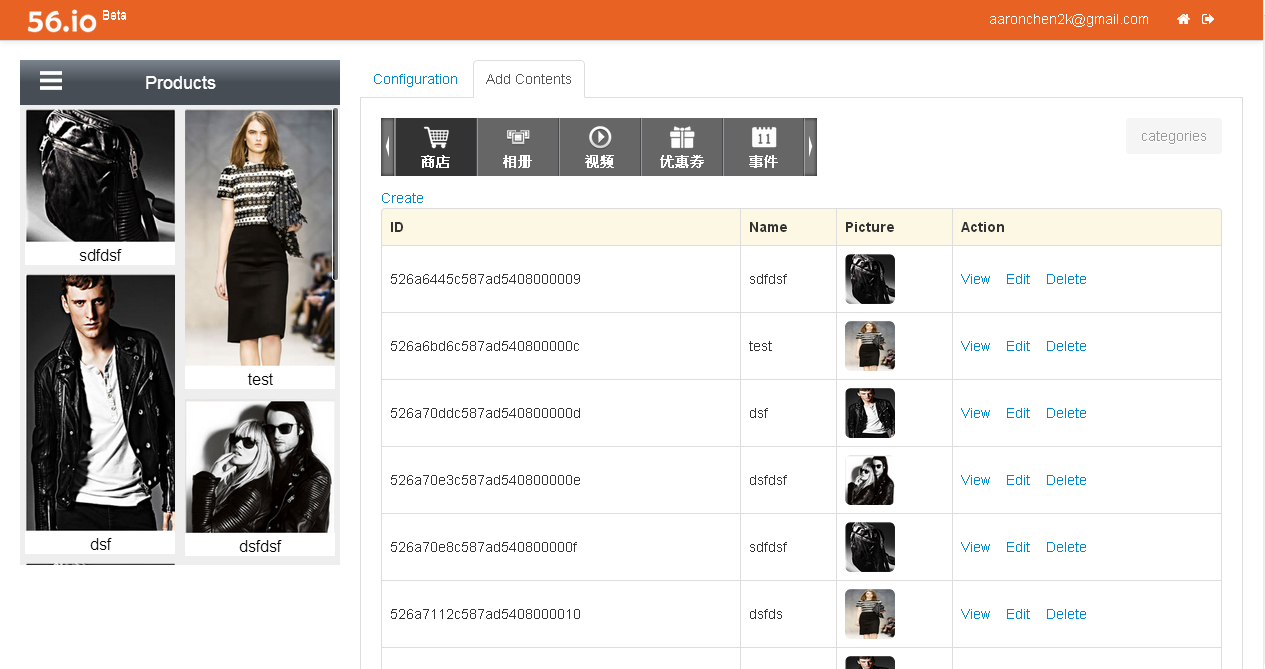 56.io Beta
aaronchen2k@gmail.com
Products
sdfdsf
test
dsf
dsfdsf
Configuration
Add Contents
商店 相册 视频 优惠券 事件
11
categories
Create
ID Name Picture Action
526a6445c587ad5408000009 sdfdsf View Edit Delete
526a6bd6c587ad540800000c test View Edit Delete
526a70ddc587ad540800000d dsf View Edit Delete
526a70e3c587ad540800000e dsfdsf View Edit Delete
526a70e8c587ad540800000f sdfdsf View Edit Delete
526a7112c587ad5408000010 dsfds View Edit Delete